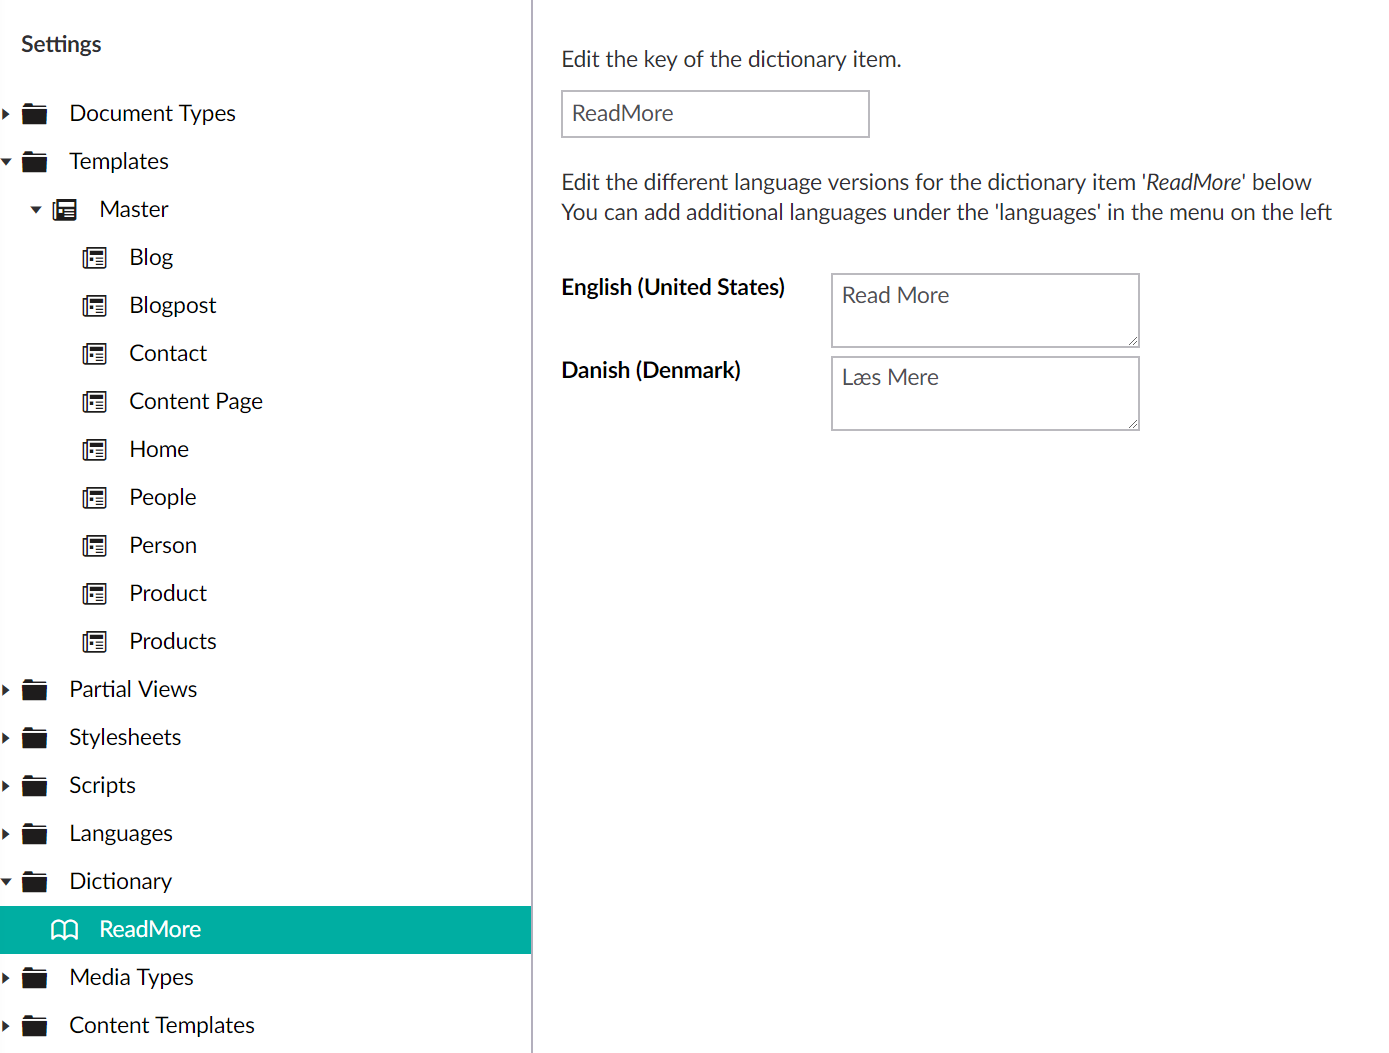 Settings
Document Types
Templates
Master
Blog
Blogpost
Contact
Content Page
Home
People
Person
Product
Products
Partial Views
Stylesheets
Scripts
Languages
Dictionary
ReadMore
Media Types
Content Templates
Edit the key of the dictionary item.
ReadMore
Edit the different language versions for the dictionary item 'ReadMore' below
You can add additional languages under the 'languages' in the menu on the left
English (United States)
Read More
Danish (Denmark)
Læs Mere